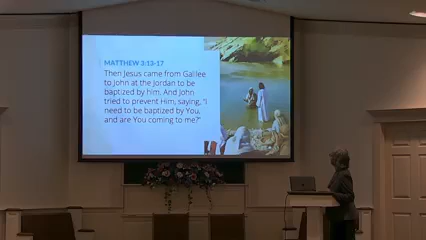 MATTHEW 3:13-17
Then Jesus came from Galilee
to John at the Jordan to be
baptized by him. And John
tried to prevent Him, saying, "I
need to be baptized by You,
and are You coming to me?"